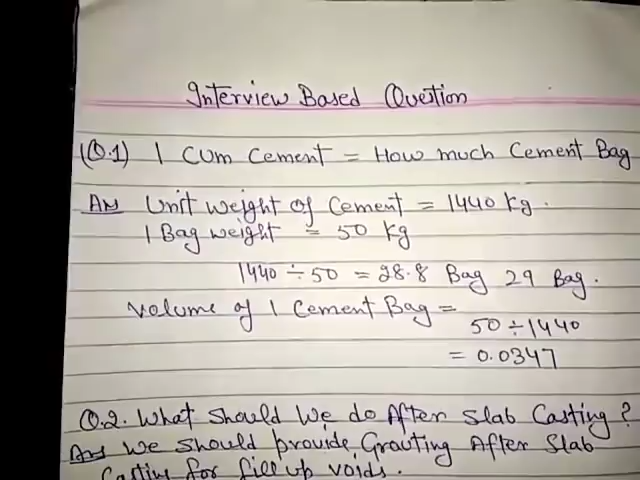 Interview Based Question
(Q.1) 1 Cum Cement = How much Cement Bag
Ans Unit weight of Cement = 1440 Kg.
1 Bag weight = 50 Kg
1440 ÷ 50 = 28.8 Bag 29 Bag.
Volume of 1 Cement Bag =
50 ÷ 1440
= 0.0347
Q.2. What should We do After Slab Casting?
Ans We should provide Grouting After Slab
Casting for fill up voids.